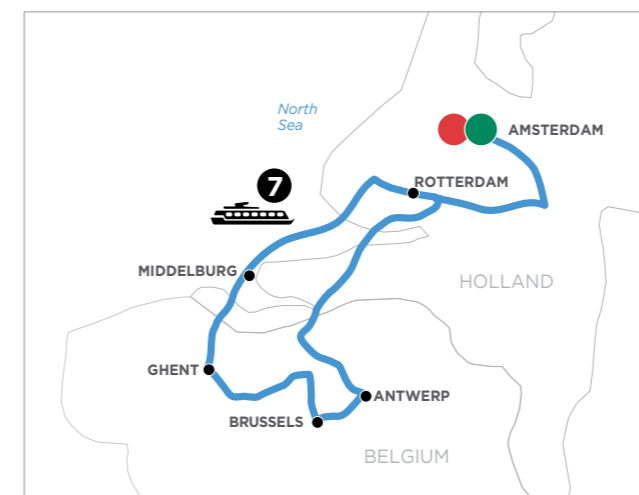 North
Sea
AMSTERDAM
7
ROTTERDAM
MIDDELBURG
HOLLAND
GHENT
ANTWERP
BRUSSELS
BELGIUM